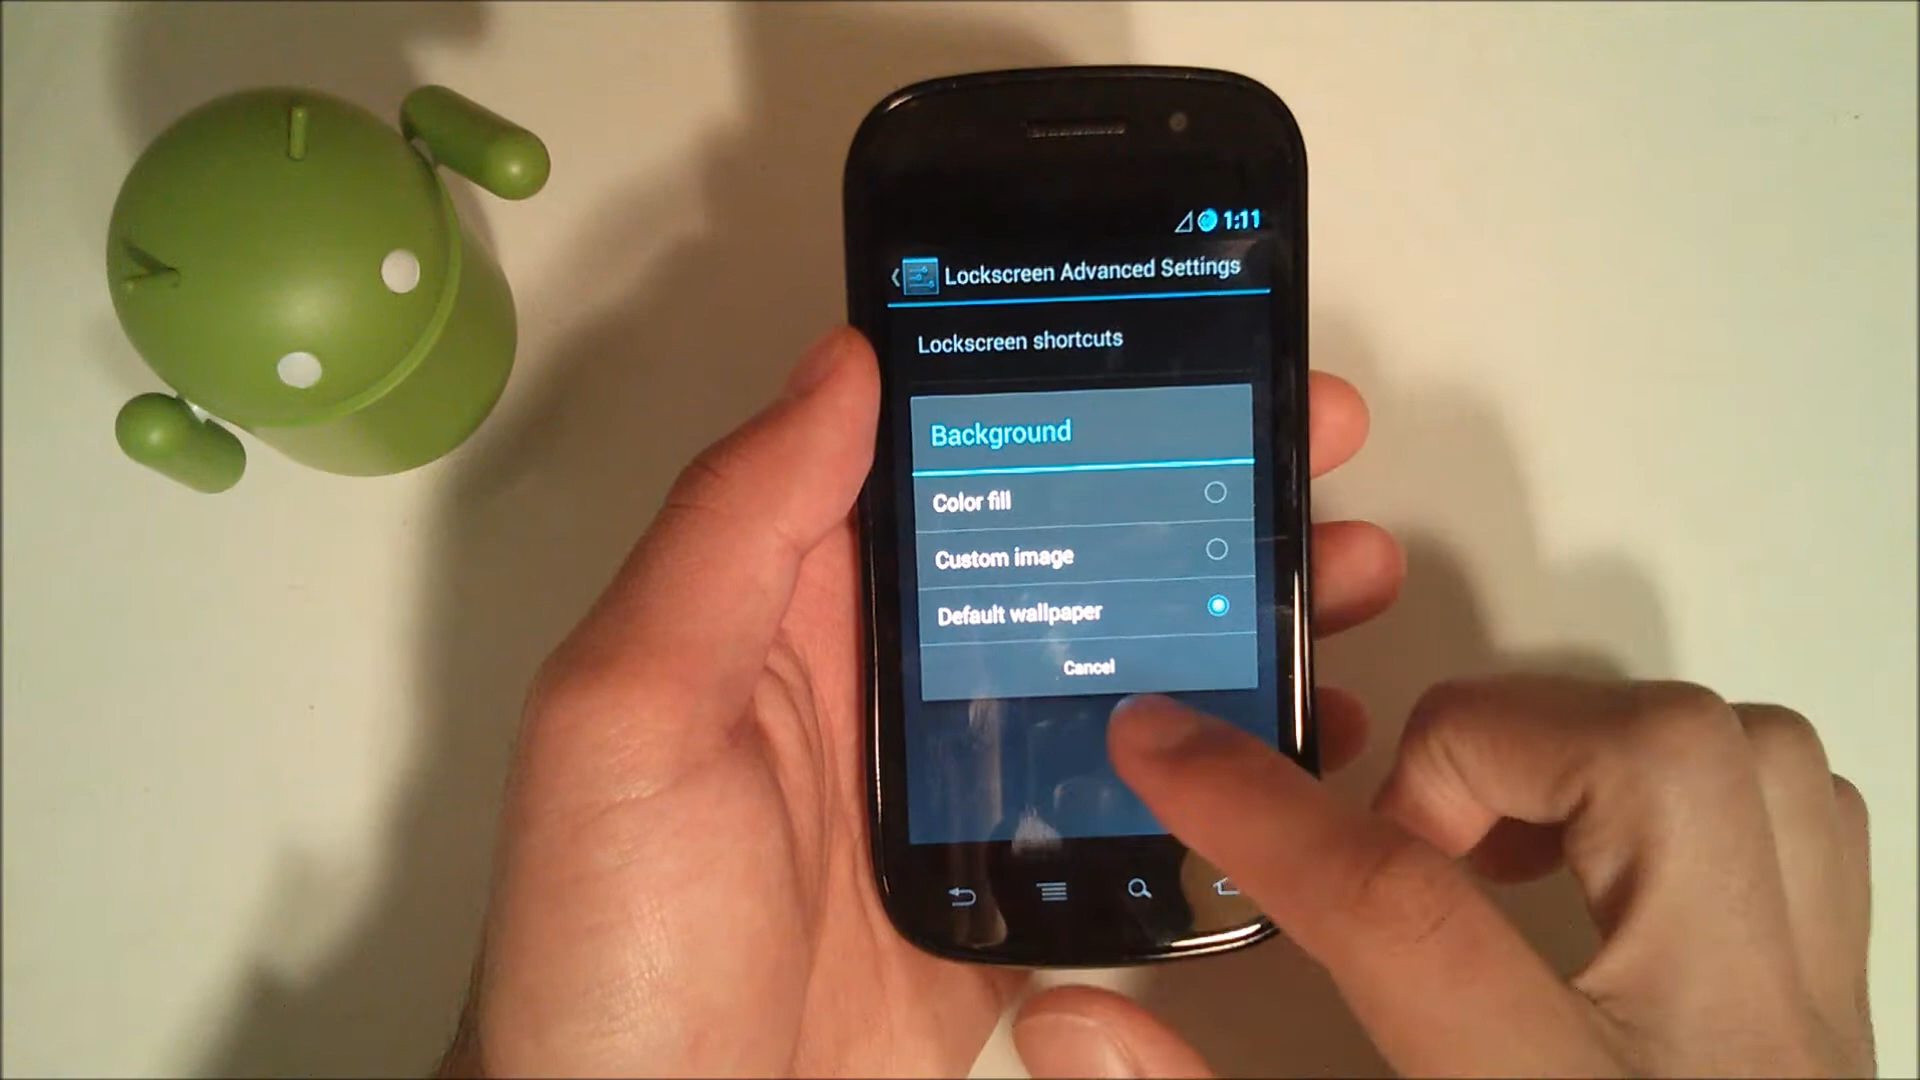 1:11
Lockscreen Advanced Settings
Lockscreen shortcuts
Background
Color fill
Custom image
Default wallpaper
Cancel